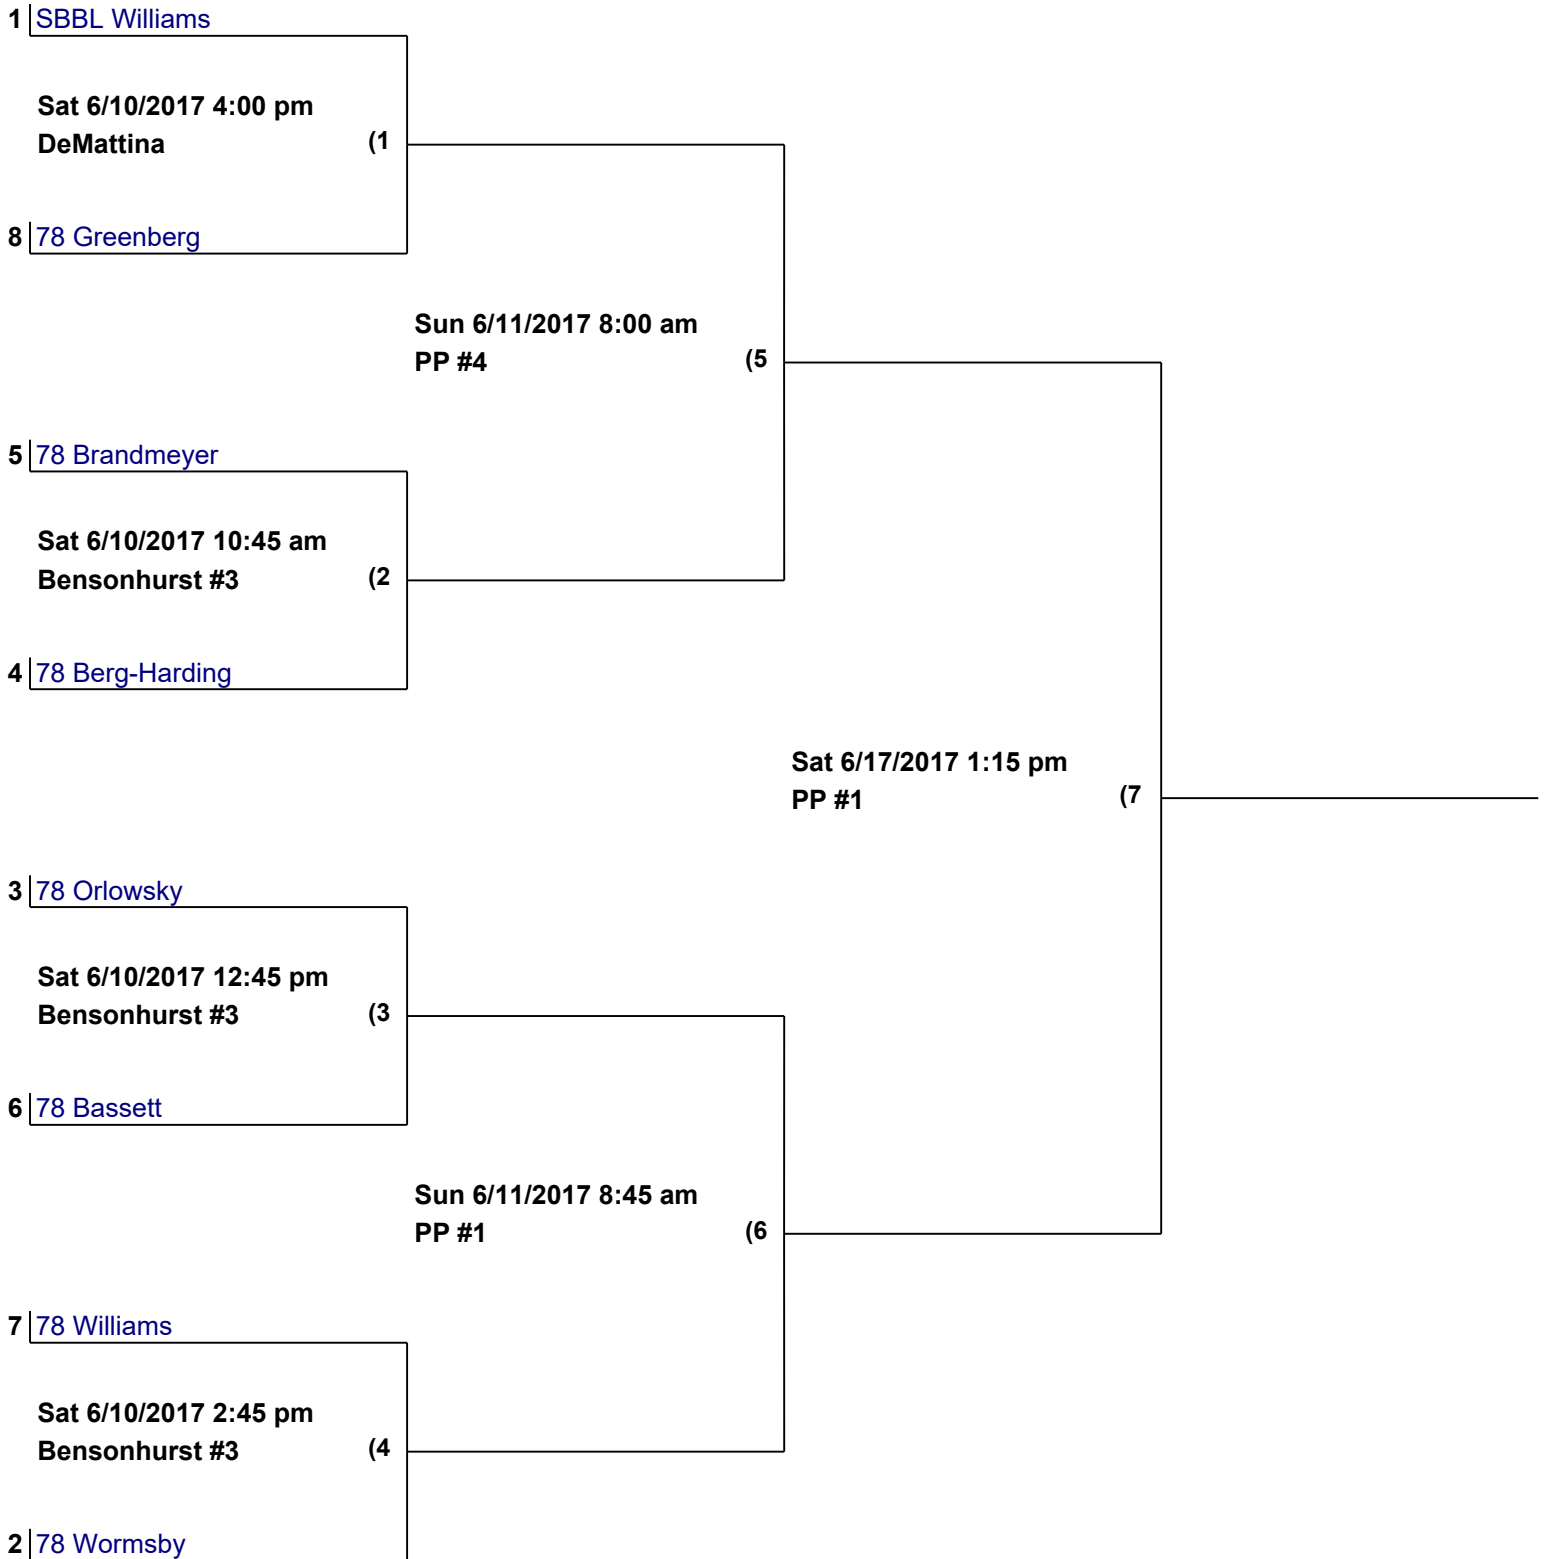 1 SBBL Williams
Sat 6/10/2017 4:00 pm
DeMattina (1
8 78 Greenberg
Sun 6/11/2017 8:00 am
PP #4 (5
5 78 Brandmeyer
Sat 6/10/2017 10:45 am
Bensonhurst #3 (2
4 78 Berg-Harding
Sat 6/17/2017 1:15 pm
PP #1 (7
3 78 Orlowsky
Sat 6/10/2017 12:45 pm
Bensonhurst #3 (3
6 78 Bassett
Sun 6/11/2017 8:45 am
PP #1 (6
7 78 Williams
Sat 6/10/2017 2:45 pm
Bensonhurst #3 (4
2 78 Wormsby